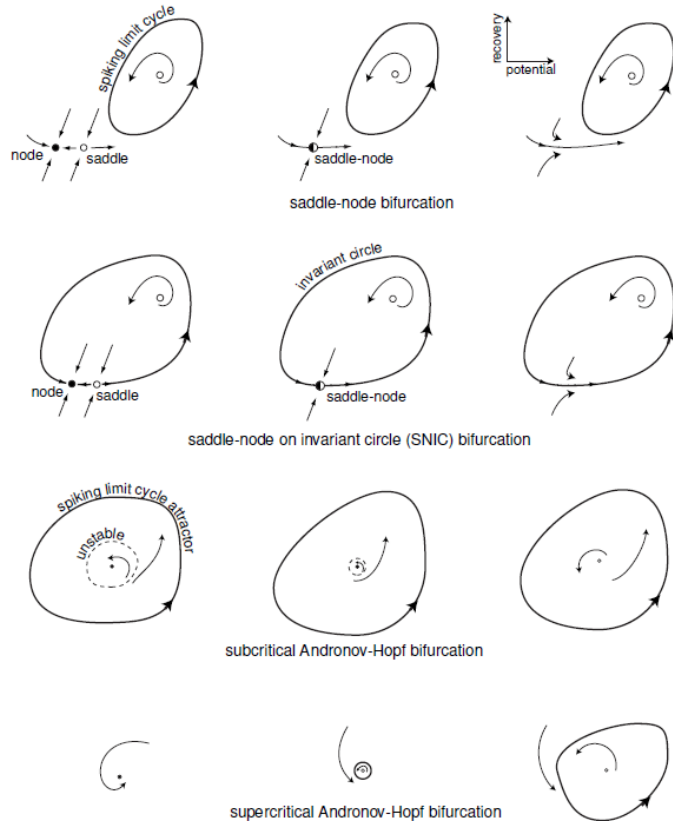 spiking limit cycle
recovery
potential
node
saddle
saddle-node
saddle-node bifurcation
invariant circle
node
saddle
saddle-node
saddle-node on invariant circle (SNIC) bifurcation
spiking limit cycle attractor
unstable
subcritical Andronov-Hopf bifurcation
supercritical Andronov-Hopf bifurcation